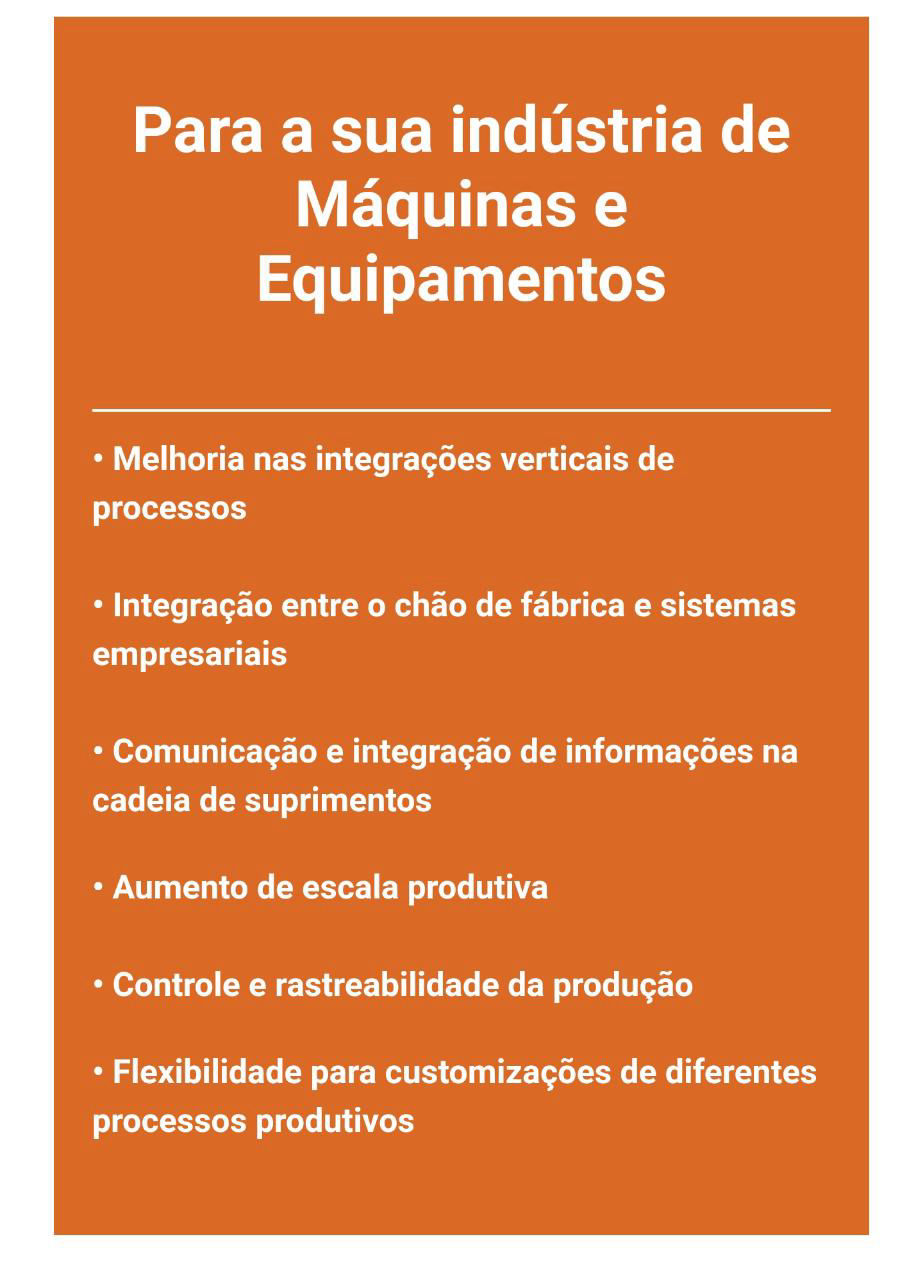 Para a sua indústria de
Máquinas e
Equipamentos
• Melhoria nas integrações verticais de
processos
• Integração entre o chão de fábrica e sistemas
empresariais
• Comunicação e integração de informações na
cadeia de suprimentos
• Aumento de escala produtiva
• Controle e rastreabilidade da produção
• Flexibilidade para customizações de diferentes
processos produtivos